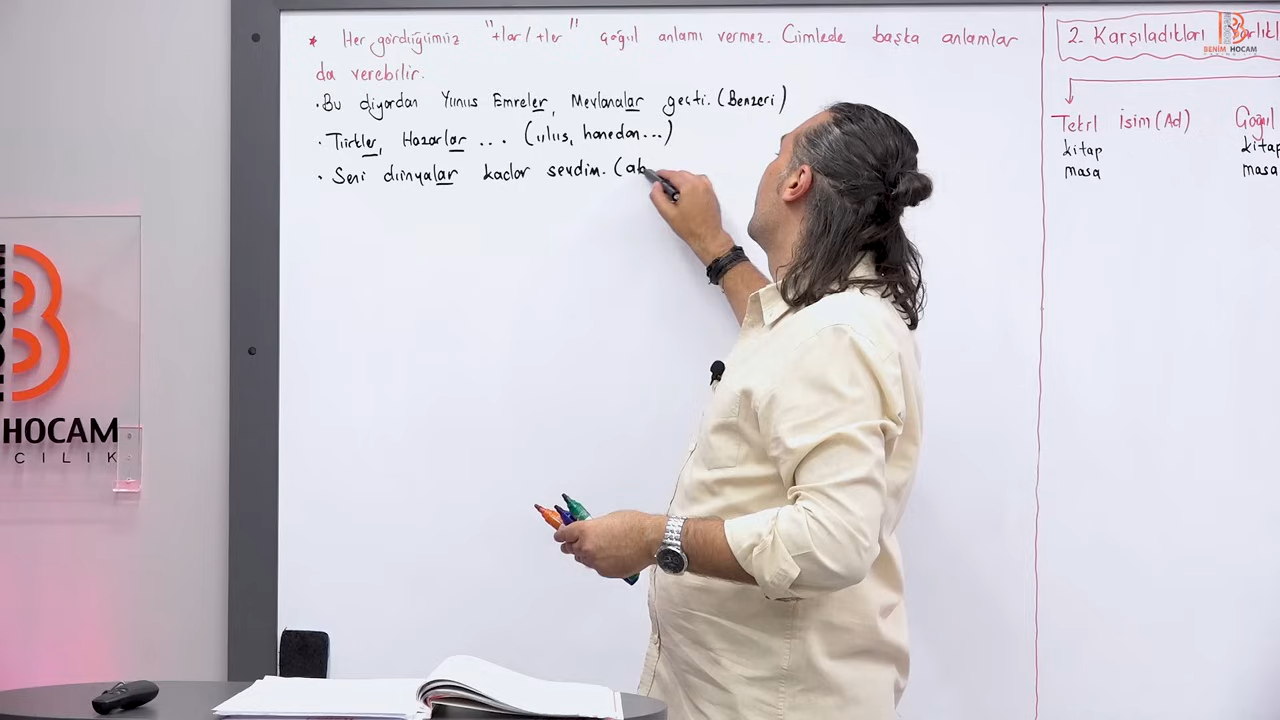 * Her gördüğümüz "+lar/+ler" çoğul anlamı vermez. Cümlede başka anlamlar
da verebilir.
• Bu diyardan Yunus Emreler, Mevlanalar geçti. (Benzeri)
• Türkler, Hazarlar ... (ulus, hanedan...)
• Seni dünyalar kadar sevdim. (ab
2. Karşıladıkları
Tekil İsim (Ad)
kitap
masa
Çoğul
kitap
masa
BENİM HOCAM
HOCAM
CILIK